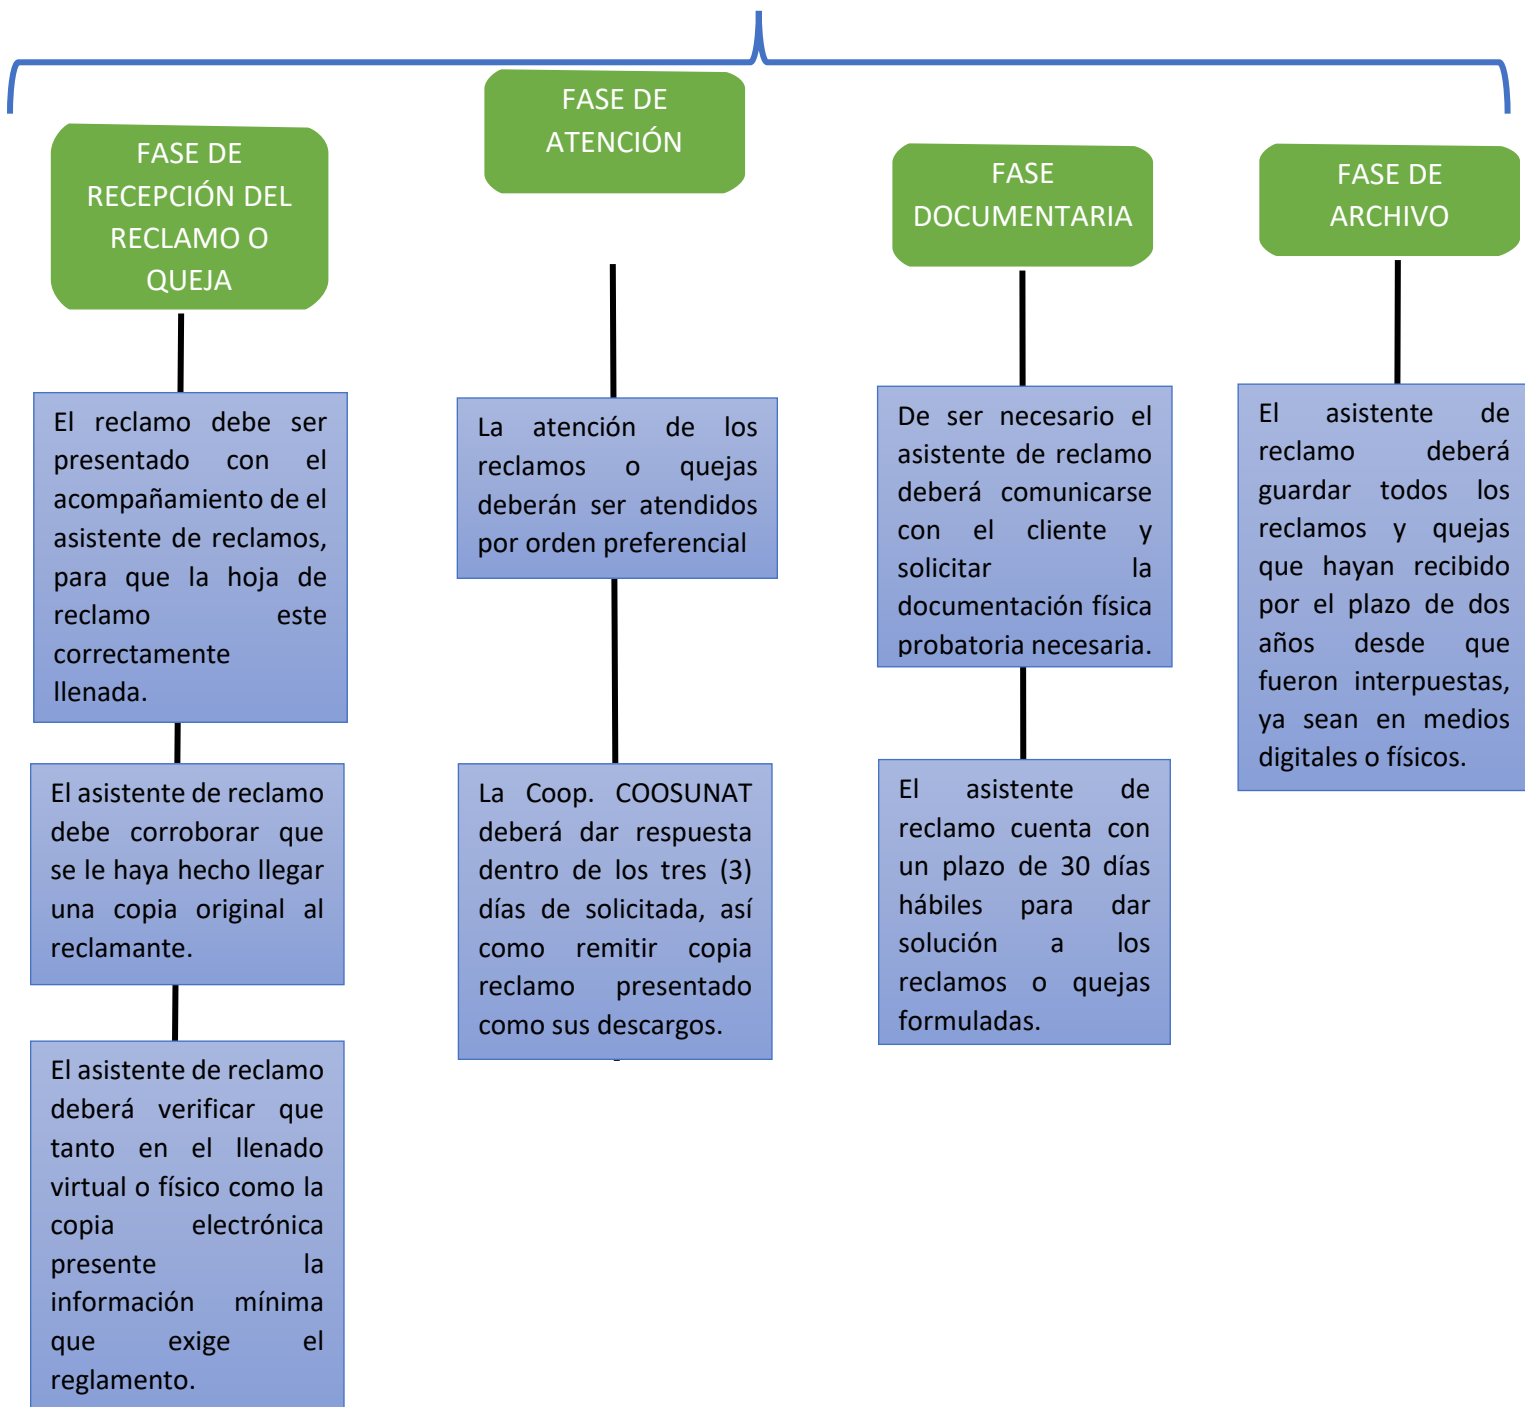 FASE DE
RECEPCIÓN DEL
RECLAMO O
QUEJA
El reclamo debe ser
presentado con el
acompañamiento de el
asistente de reclamos,
para que la hoja de
reclamo este
correctamente
llenada.
El asistente de reclamo
debe corroborar que
se le haya hecho llegar
una copia original al
reclamante.
El asistente de reclamo
deberá verificar que
tanto en el llenado
virtual o físico como la
copia electrónica
presente la
información mínima
que exige el
reglamento.
FASE DE
ATENCIÓN
La atención de los
reclamos o quejas
deberán ser atendidos
por orden preferencial
La Coop. COOSUNAT
deberá dar respuesta
dentro de los tres (3)
días de solicitada, así
como remitir copia
reclamo presentado
como sus descargos.
FASE
DOCUMENTARIA
De ser necesario el
asistente de reclamo
deberá comunicarse
con el cliente y
solicitar la
documentación física
probatoria necesaria.
El asistente de
reclamo cuenta con
un plazo de 30 días
hábiles para dar
solución a los
reclamos o quejas
formuladas.
FASE DE
ARCHIVO
El asistente de
reclamo deberá
guardar todos los
reclamos y quejas
que hayan recibido
por el plazo de dos
años desde que
fueron interpuestas,
ya sean en medios
digitales o físicos.